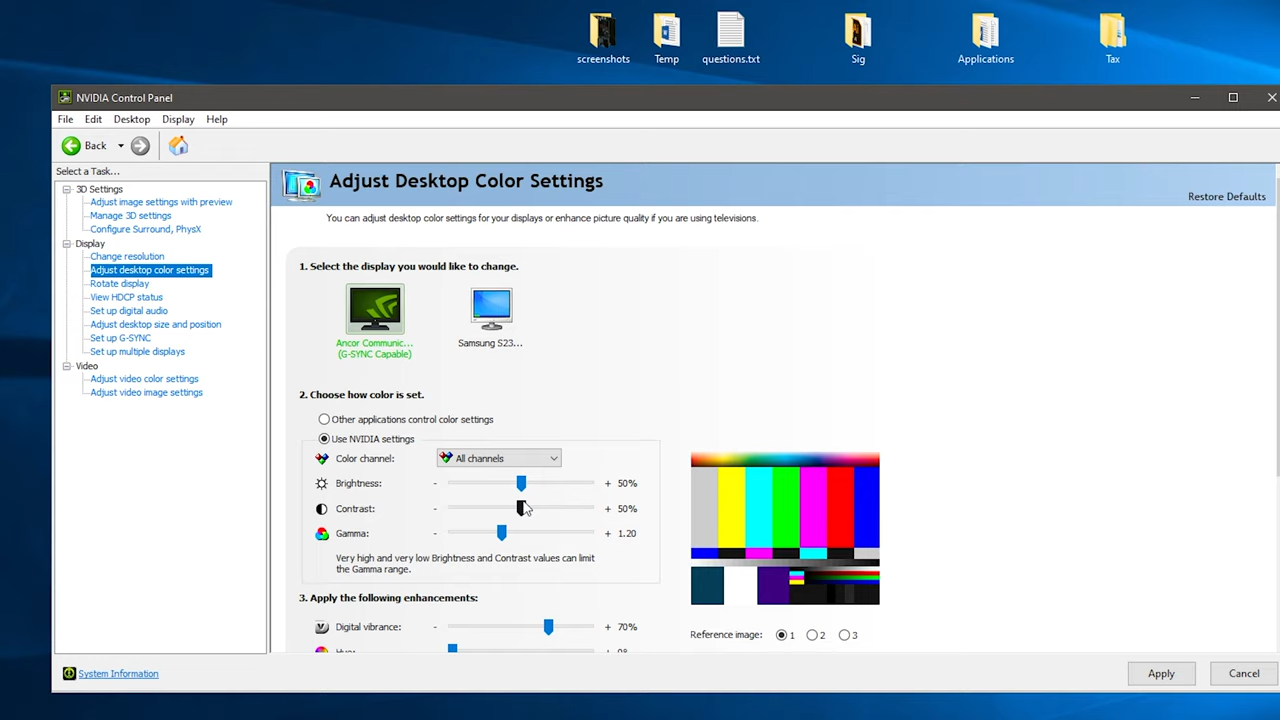 screenshots
Temp
questions.txt
Sig
Applications
Tax
NVIDIA Control Panel
File Edit Desktop Display Help
Back
Select a Task...
3D Settings
Adjust image settings with preview
Manage 3D settings
Configure Surround, PhysX
Display
Change resolution
Adjust desktop color settings
Rotate display
View HDCP status
Set up digital audio
Adjust desktop size and position
Set up G-SYNC
Set up multiple displays
Video
Adjust video color settings
Adjust video image settings
System Information
Adjust Desktop Color Settings
Restore Defaults
You can adjust desktop color settings for your displays or enhance picture quality if you are using televisions.
1. Select the display you would like to change.
Ancor Communic...
(G-SYNC Capable)
Samsung S23...
2. Choose how color is set.
Other applications control color settings
Use NVIDIA settings
Color channel: All channels
Brightness: - + 50%
Contrast: - + 50%
Gamma: - + 1.20
Very high and very low Brightness and Contrast values can limit
the Gamma range.
3. Apply the following enhancements:
Digital vibrance: - + 70%
Reference image: 1 2 3
Apply
Cancel